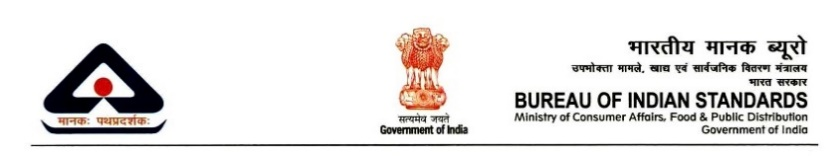 मानकः पथप्रदर्शकः
सत्यमेव जयते
Government of India
भारतीय मानक ब्यूरो
उपभोक्ता मामले, खाद्य एवं सार्वजनिक वितरण मंत्रालय
भारत सरकार
BUREAU OF INDIAN STANDARDS
Ministry of Consumer Affairs, Food & Public Distribution
Government of India